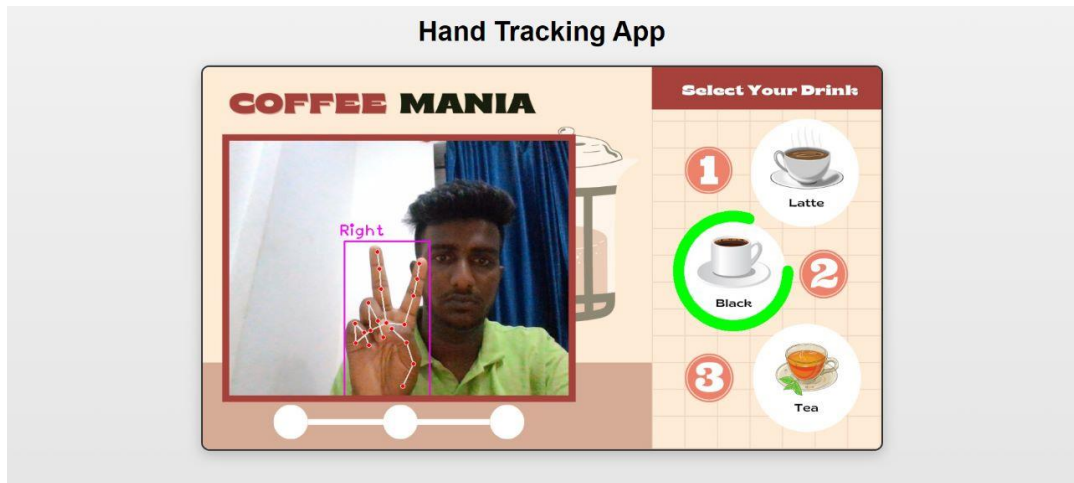 Hand Tracking App
COFFEE MANIA
Select Your Drink
Right
1
Latte
Black
2
3
Tea